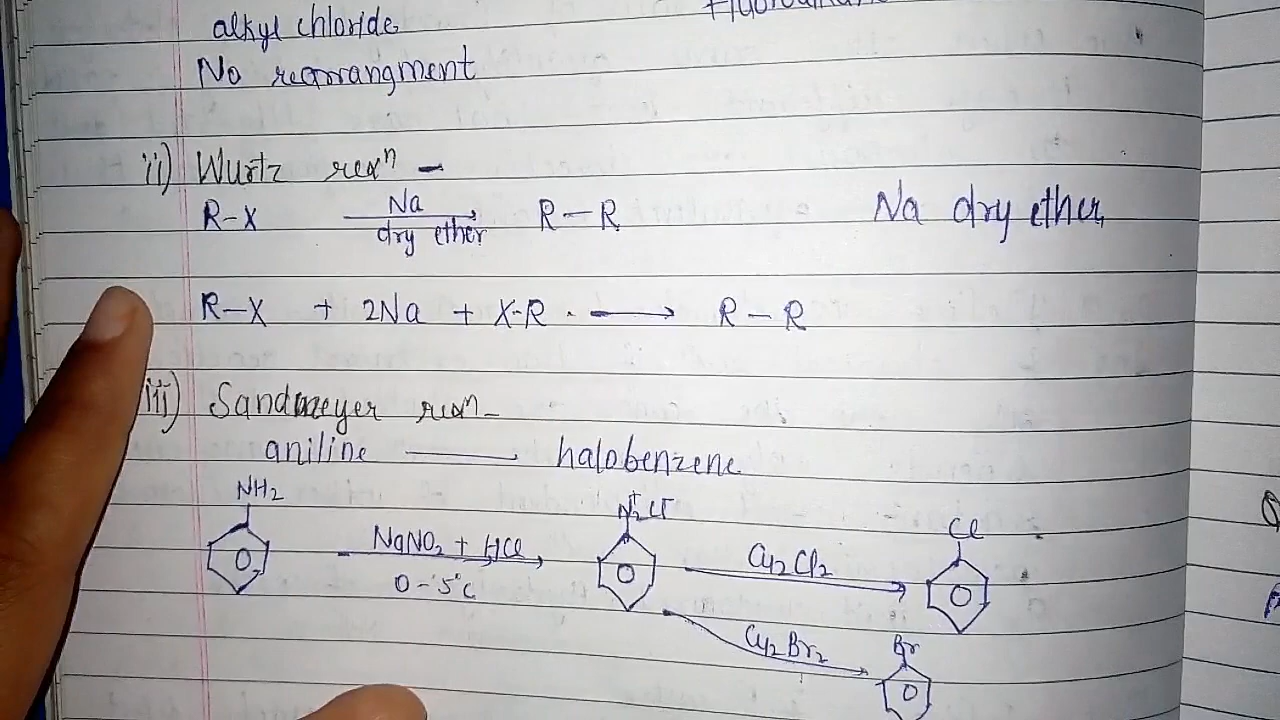 alkyl chloride
No rearrangment
ii) Wurtz rexⁿ -
R-X Na dry ether R-R Na dry ether
R-X + 2Na + X-R . → R-R
iii) Sandmeyer rexn-
aniline → halobenzene
NH2 N2+Cl- Cl
NaNO2 + HCl Cu2Cl2
0-5°C
Cu2Br2 Br